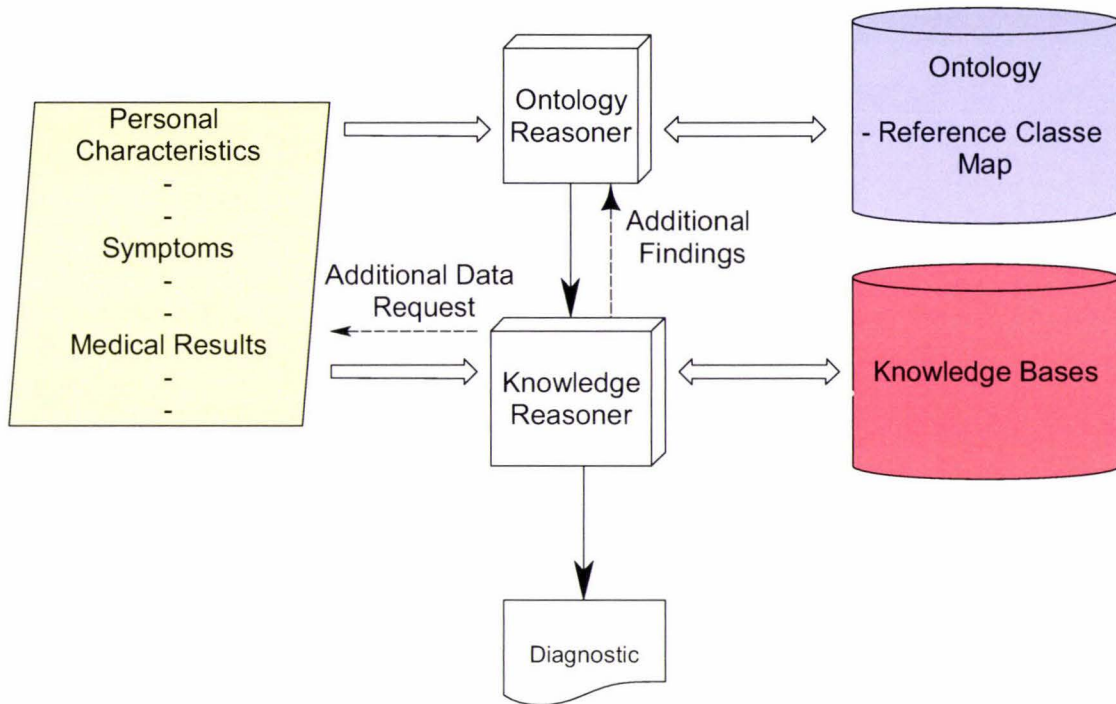 Personal
Characteristics
-
-
Symptoms
-
-
Medical Results
-
-
Ontology
Reasoner
Ontology
- Reference Classe
Map
Additional
Findings
Additional Data
Request
Knowledge
Reasoner
Knowledge Bases
Diagnostic